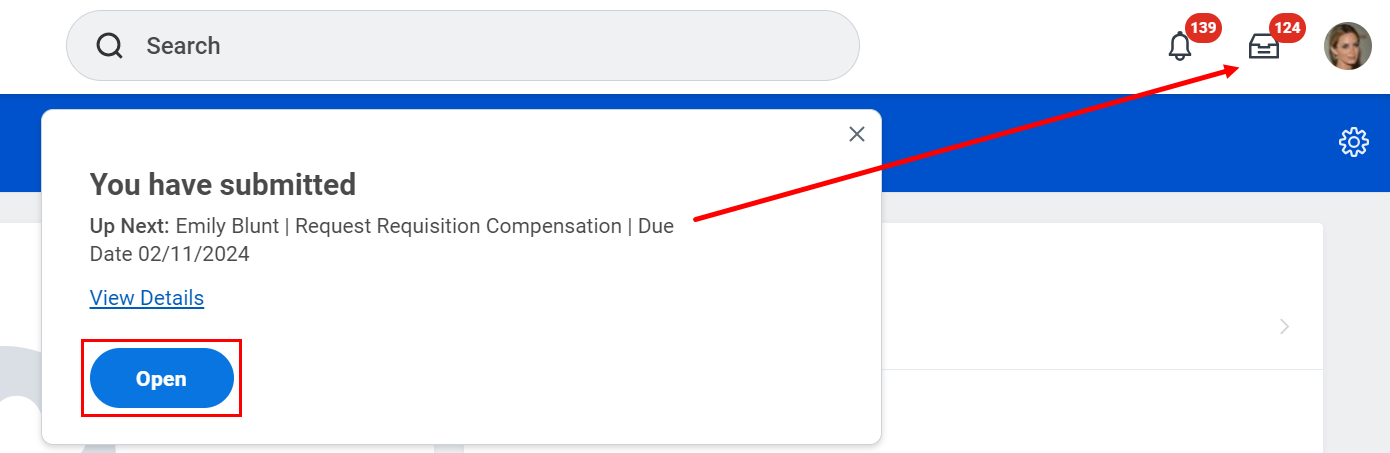 Search
139
124
You have submitted
Up Next: Emily Blunt | Request Requisition Compensation | Due
Date 02/11/2024
View Details
Open